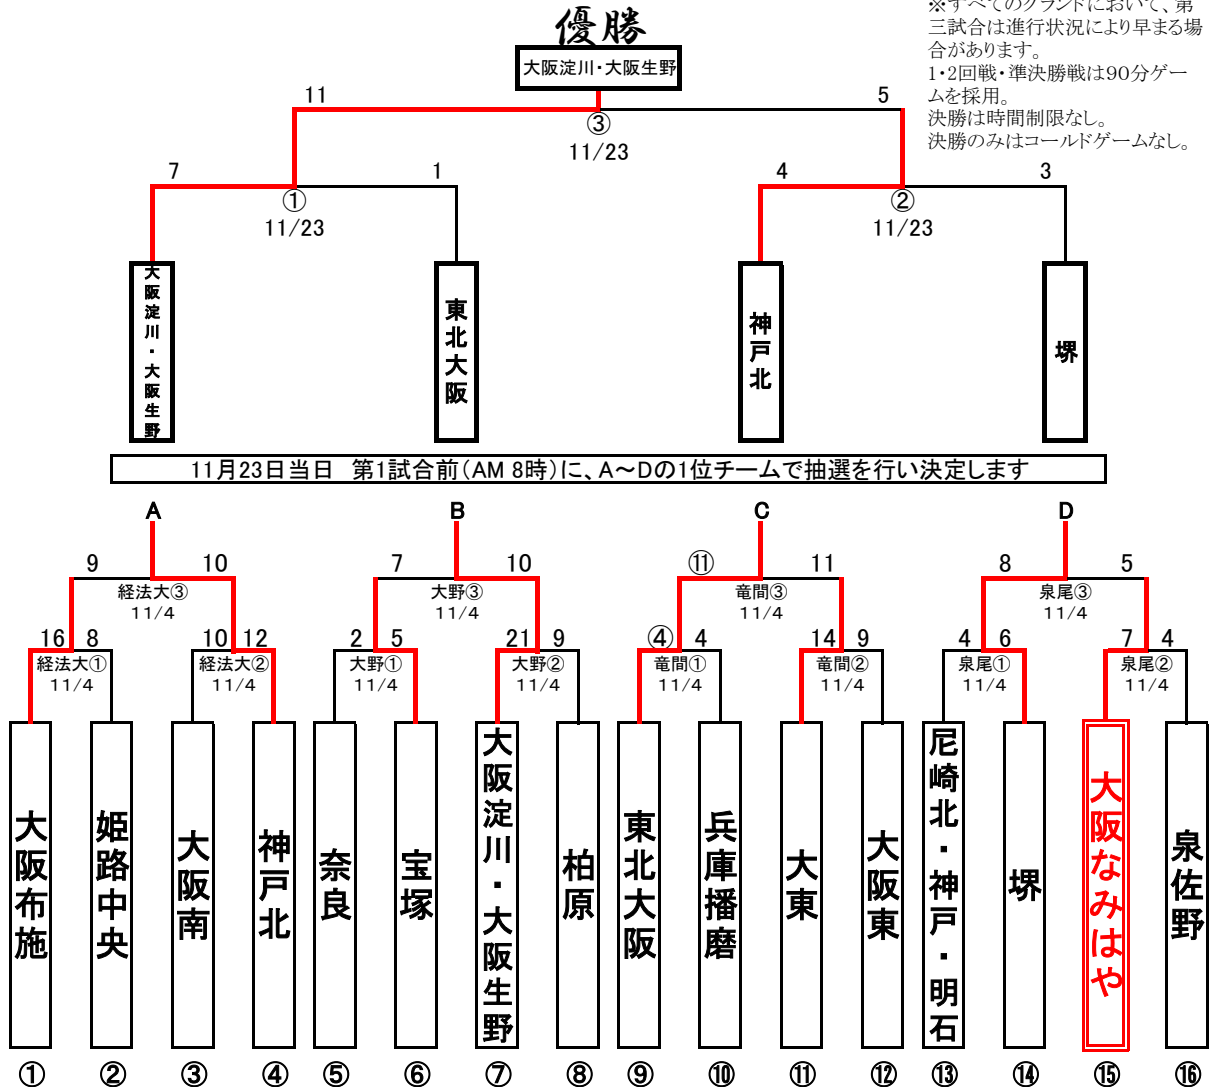 優勝
大阪淀川・大阪生野
※すべてのグランドにおいて、第
三試合は進行状況により早まる場
合があります。
1・2回戦・準決勝戦は90分ゲー
ムを採用。
決勝は時間制限なし。
決勝のみはコールドゲームなし。
11 5
③
11/23
7 1 4 3
① ②
11/23 11/23
大阪淀川・大阪生野
東北大阪
神戸北
堺
11月23日当日 第1試合前(AM 8時)に、A～Dの1位チームで抽選を行い決定します
A B C D
9 10 7 10 ⑪ 11 8 5
経法大③ 大野③ 竜間③ 泉尾③
11/4 11/4 11/4 11/4
16 8 10 12 2 5 21 9 ④ 4 14 9 4 6 7 4
経法大① 経法大② 大野① 大野② 竜間① 竜間② 泉尾① 泉尾②
11/4 11/4 11/4 11/4 11/4 11/4 11/4 11/4
大阪布施
姫路中央
大阪南
神戸北
奈良
宝塚
大阪淀川・大阪生野
柏原
東北大阪
兵庫播磨
大東
大阪東
尼崎北・神戸・明石
堺
大阪なみはや
泉佐野
① ② ③ ④ ⑤ ⑥ ⑦ ⑧ ⑨ ⑩ ⑪ ⑫ ⑬ ⑭ ⑮ ⑯